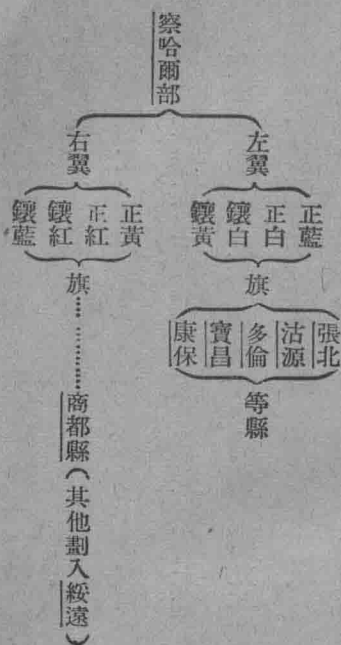 察哈爾部
左翼
正藍
正白
鑲白
鑲黃
旗
張北
沽源
多倫
寶昌
康保
等縣
右翼
正黃
正紅
鑲紅
鑲藍
旗………商都縣(其他劃入綏遠)